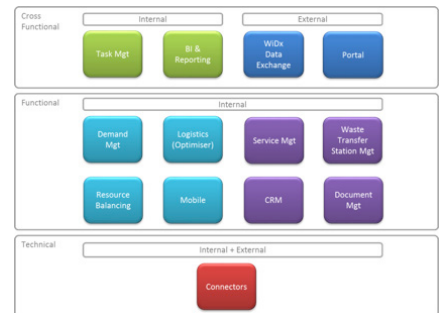 Cross
Functional
Internal
External
Task Mgt
BI &
Reporting
WiDx
Data
Exchange
Portal
Functional
Internal
Demand
Mgt
Logistics
(Optimiser)
Service Mgt
Waste
Transfer
Station Mgt
Resource
Balancing
Mobile
CRM
Document
Mgt
Technical
Internal + External
Connectors